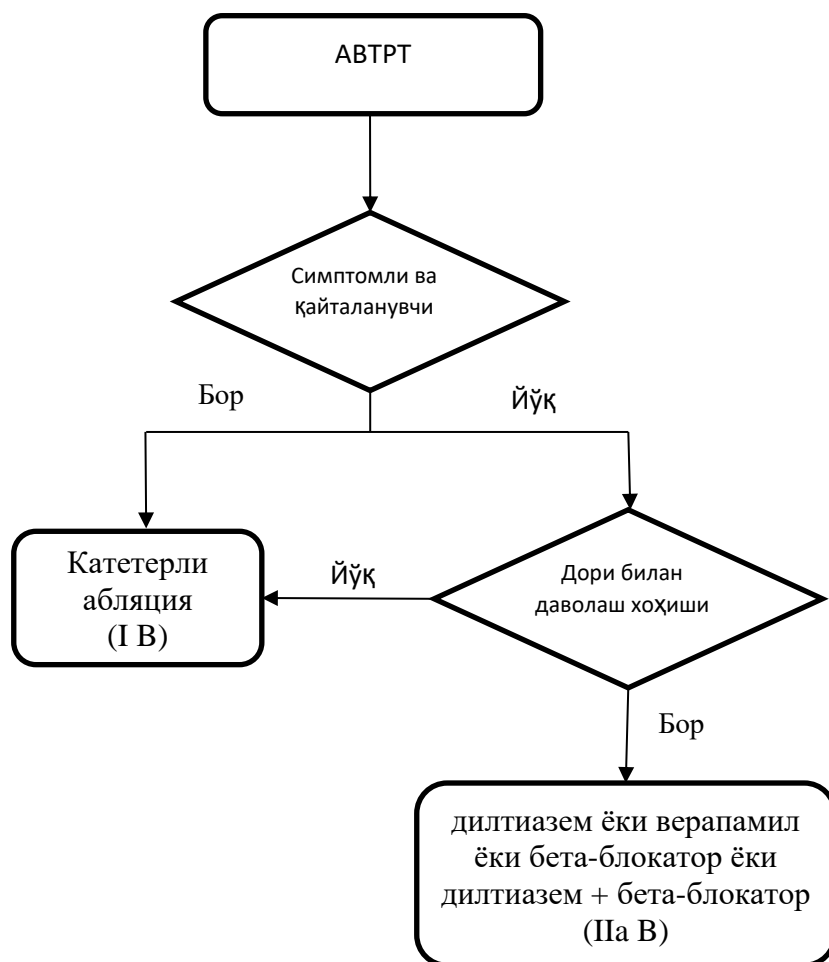 АВТРТ
Симптомли ва
қайталанувчи
Бор
Йўқ
Катетерли
абляция
(I B)
Йўқ
Дори билан
даволаш хоҳиши
Бор
дилтиазем ёки верапамил
ёки бета-блокатор ёки
дилтиазем + бета-блокатор
(IIa B)